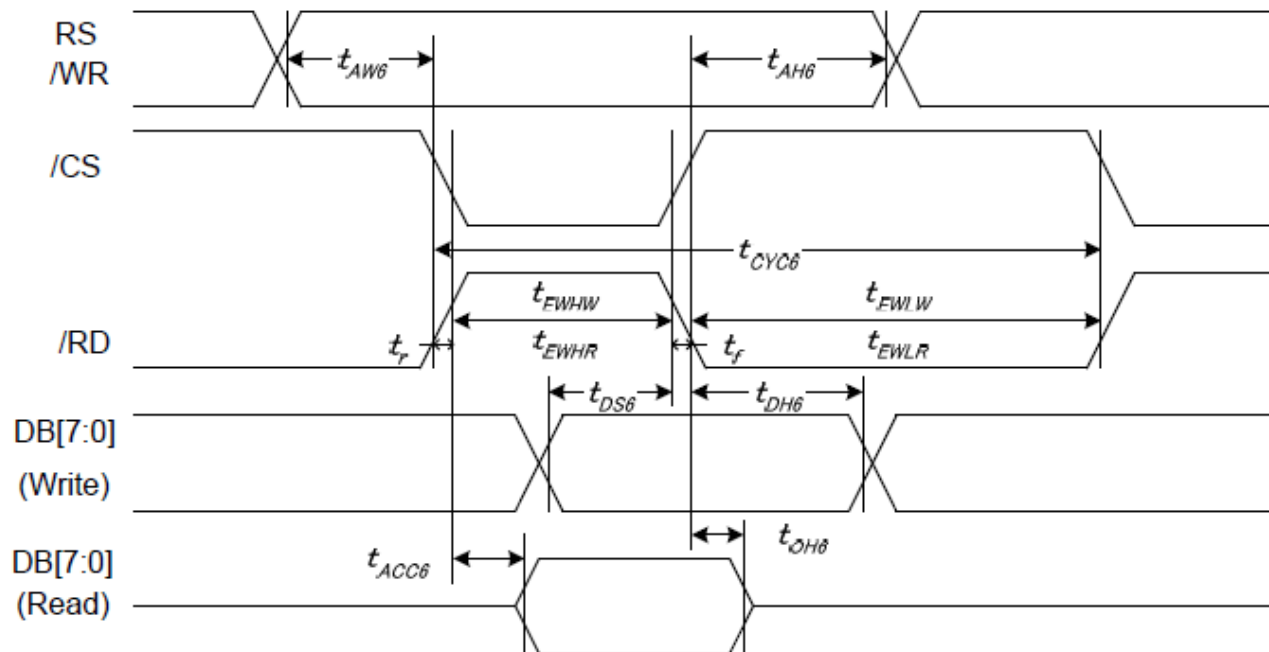 RS
/WR
tAW6
tAH6
/CS
tCYC6
/RD
tr
tEWHW
tEWHR
tf
tEWLW
tEWLR
DB[7:0]
(Write)
tDS6
tDH6
DB[7:0]
(Read)
tACC6
tOH6